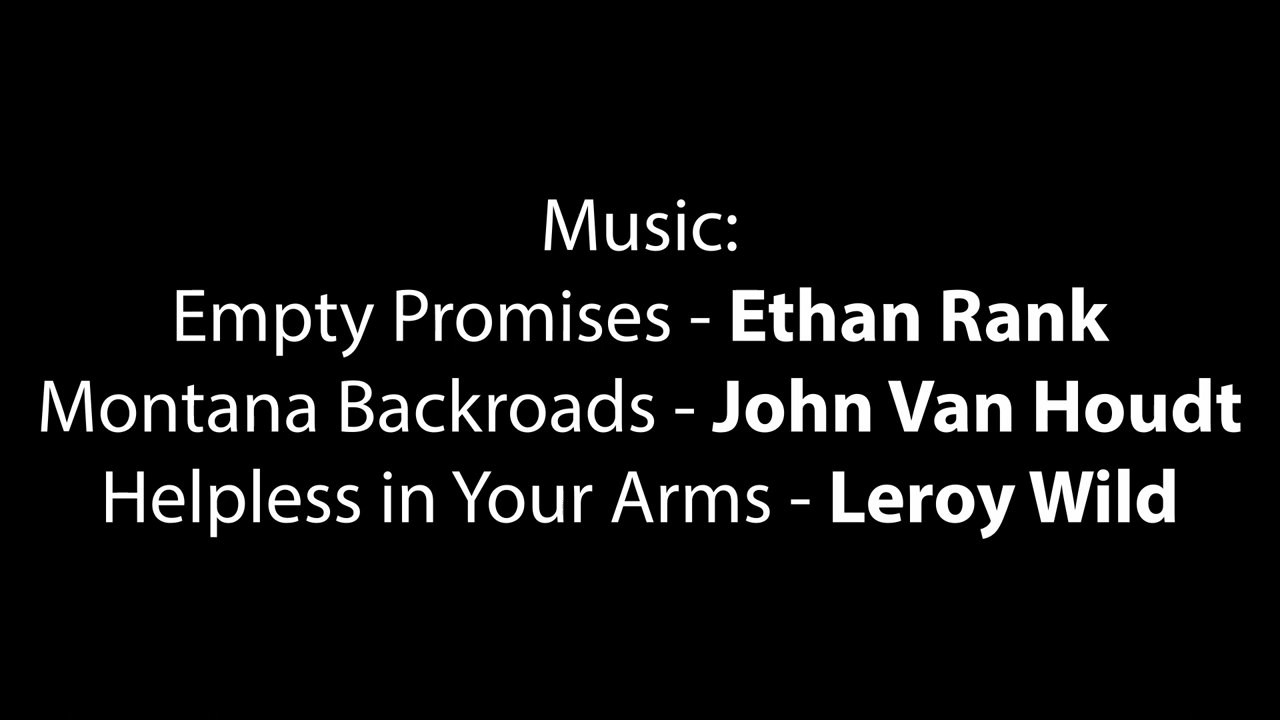 Music:
Empty Promises - Ethan Rank
Montana Backroads - John Van Houdt
Helpless in Your Arms - Leroy Wild